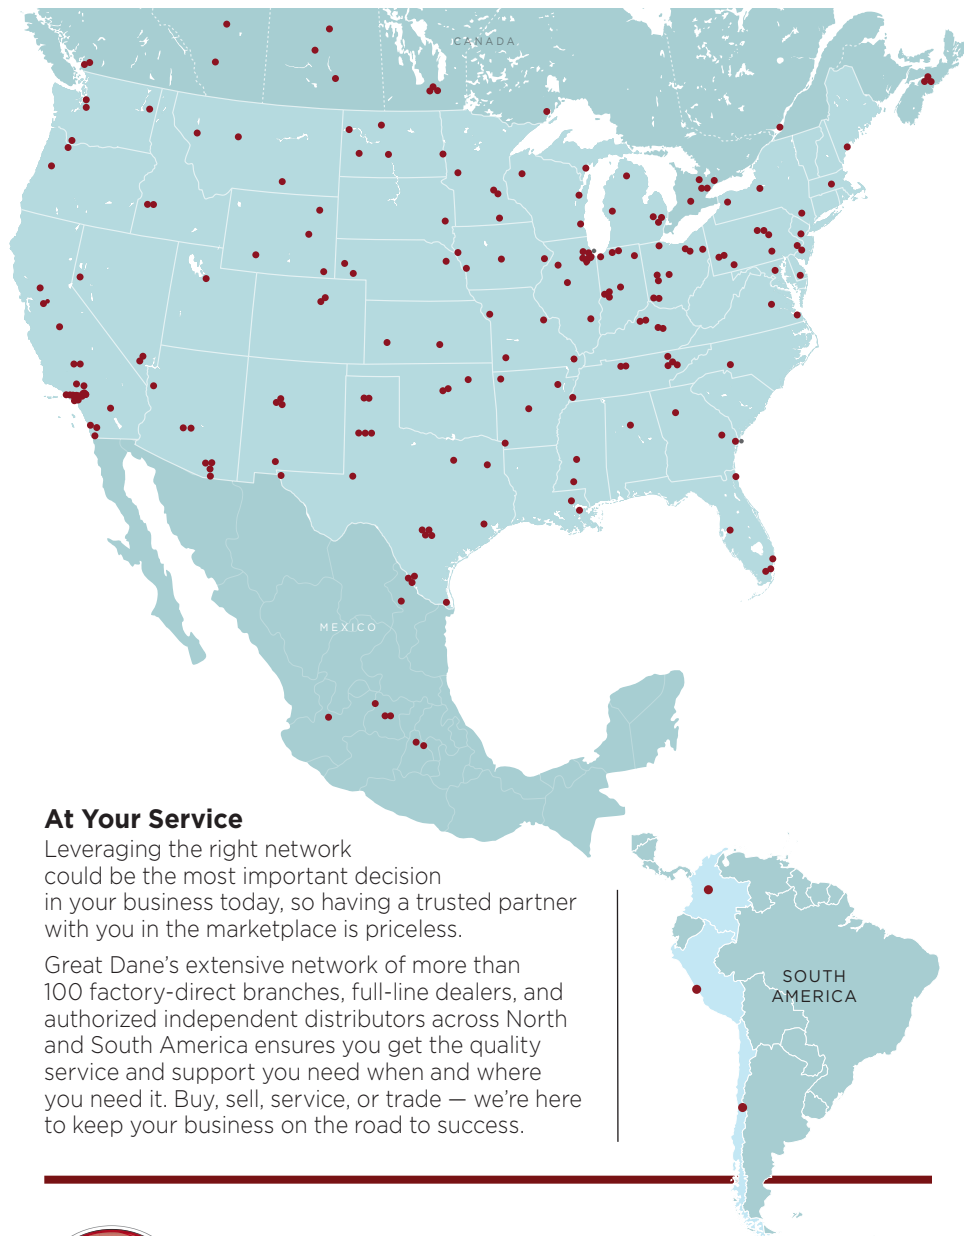 CANADA
MEXICO
At Your Service
Leveraging the right network
could be the most important decision
in your business today, so having a trusted partner
with you in the marketplace is priceless.
Great Dane’s extensive network of more than
100 factory-direct branches, full-line dealers, and
authorized independent distributors across North
and South America ensures you get the quality
service and support you need when and where
you need it. Buy, sell, service, or trade — we’re here
to keep your business on the road to success.
SOUTH
AMERICA